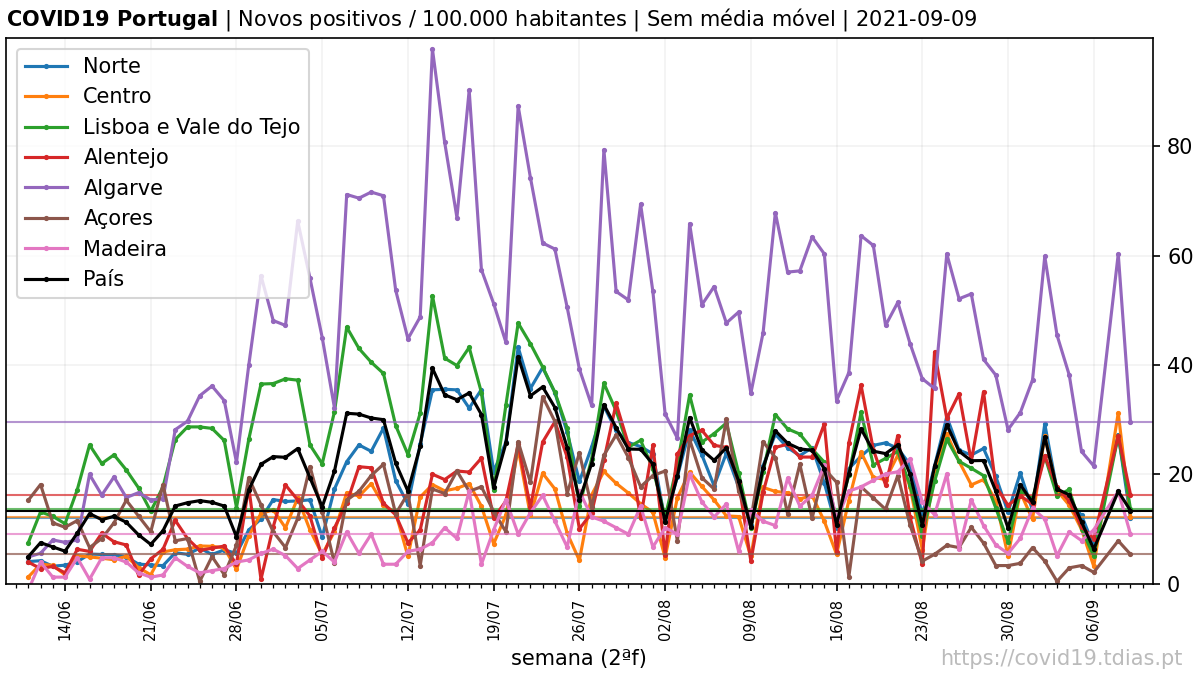 COVID19 Portugal | Novos positivos / 100.000 habitantes | Sem média móvel | 2021-09-09
Norte
Centro
Lisboa e Vale do Tejo
Alentejo
Algarve
Açores
Madeira
País
80
60
40
20
0
14/06 21/06 28/06 05/07 12/07 19/07 26/07 02/08 09/08 16/08 23/08 30/08 06/09
semana (2ªf)
https://covid19.tdias.pt